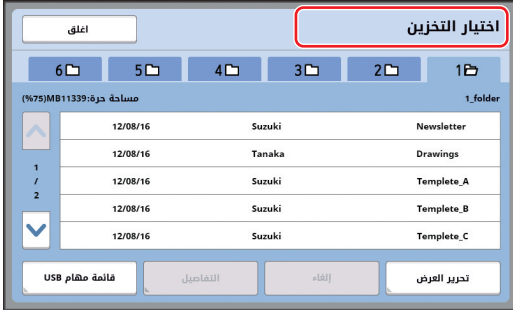 اختيار التخزين
اغلق
1 2 3 4 5 6
1_folder
مساحة حرة:MB11339(%75)
Newsletter Suzuki 12/08/16
Drawings Tanaka 12/08/16
Templete_A Suzuki 12/08/16
Templete_B Suzuki 12/08/16
Templete_C Suzuki 12/08/16
1
/
2
تحرير العرض
إلغاء
التفاصيل
قائمة مهام USB